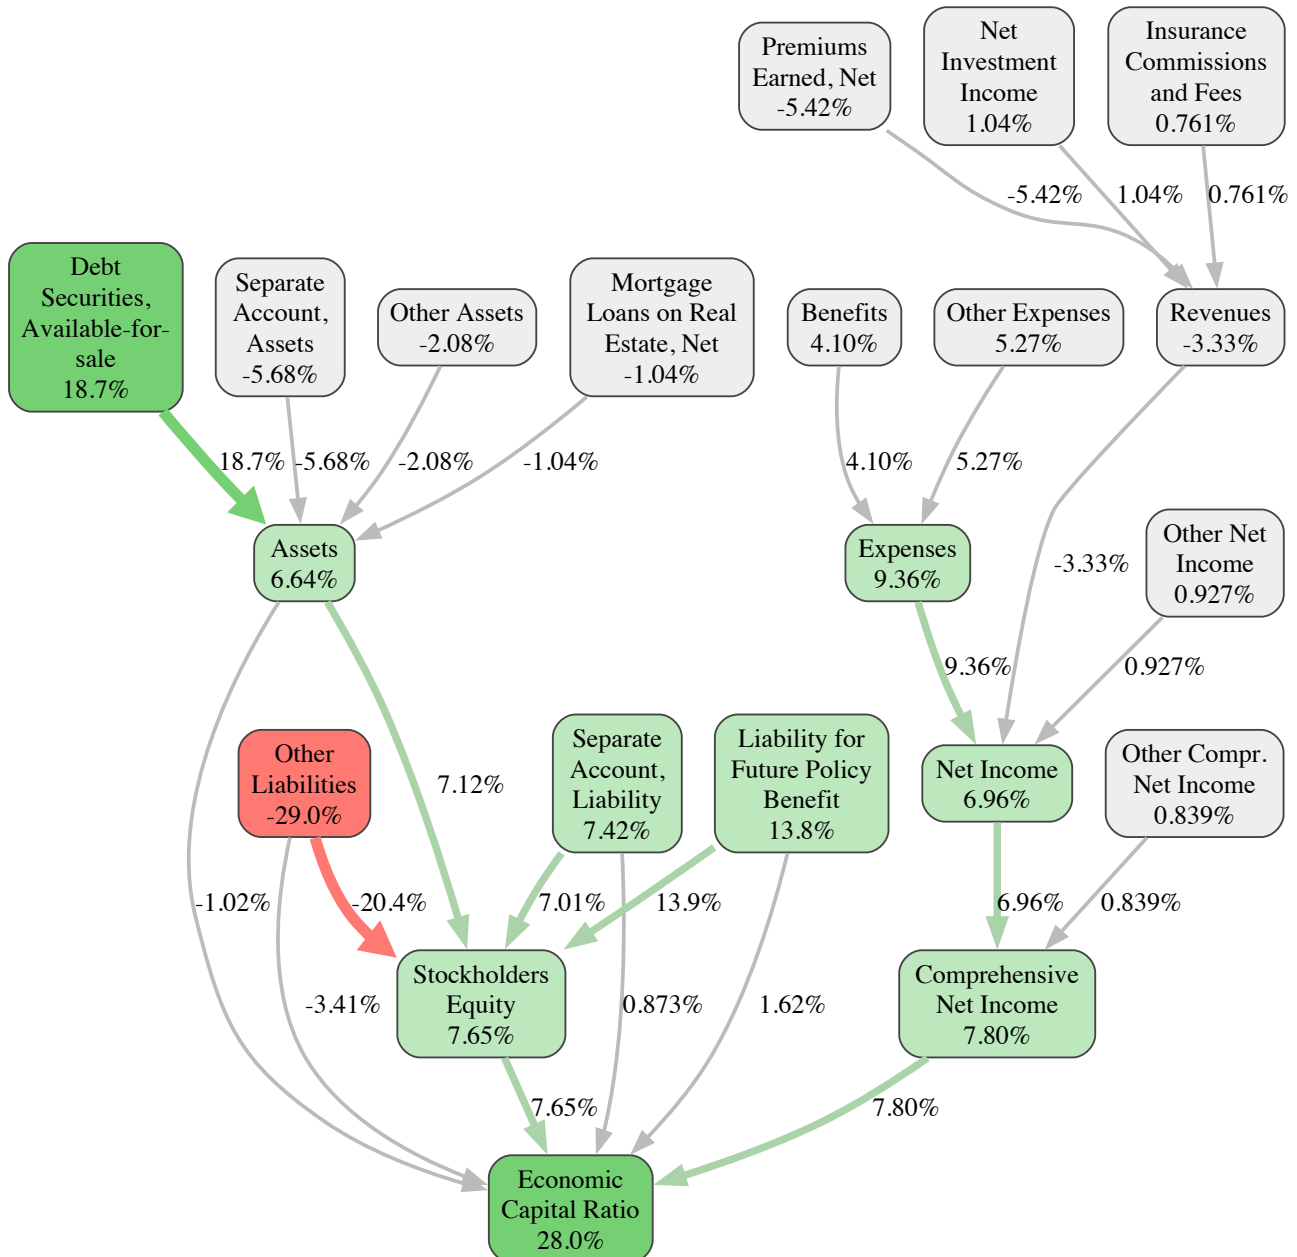 Premiums
Earned, Net
-5.42%
Net
Investment
Income
1.04%
Insurance
Commissions
and Fees
0.761%
-5.42%
1.04%
0.761%
Debt
Securities,
Available-for-
sale
18.7%
Separate
Account,
Assets
-5.68%
Other Assets
-2.08%
Mortgage
Loans on Real
Estate, Net
-1.04%
Benefits
4.10%
Other Expenses
5.27%
Revenues
-3.33%
18.7%
-5.68%
-2.08%
-1.04%
4.10%
5.27%
Assets
6.64%
Expenses
9.36%
-3.33%
Other Net
Income
0.927%
9.36%
0.927%
Other
Liabilities
-29.0%
7.12%
Separate
Account,
Liability
7.42%
Liability for
Future Policy
Benefit
13.8%
Net Income
6.96%
Other Compr.
Net Income
0.839%
-1.02%
-20.4%
7.01%
13.9%
6.96%
0.839%
Stockholders
Equity
7.65%
-3.41%
0.873%
1.62%
Comprehensive
Net Income
7.80%
7.65%
7.80%
Economic
Capital Ratio
28.0%